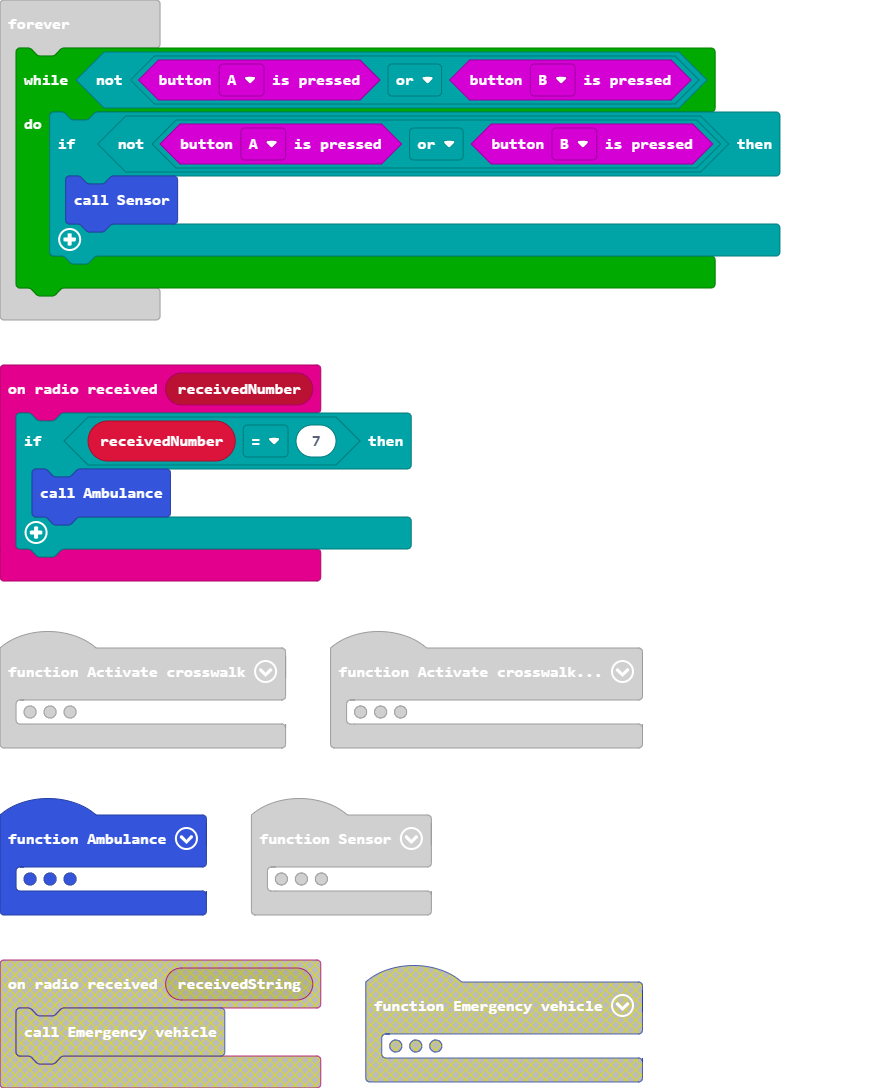 forever
while not button A is pressed or button B is pressed
do
if not button A is pressed or button B is pressed then
call Sensor
on radio received receivedNumber
if receivedNumber = 7 then
call Ambulance
function Activate crosswalk
function Activate crosswalk...
function Ambulance
function Sensor
on radio received receivedString
call Emergency vehicle
function Emergency vehicle